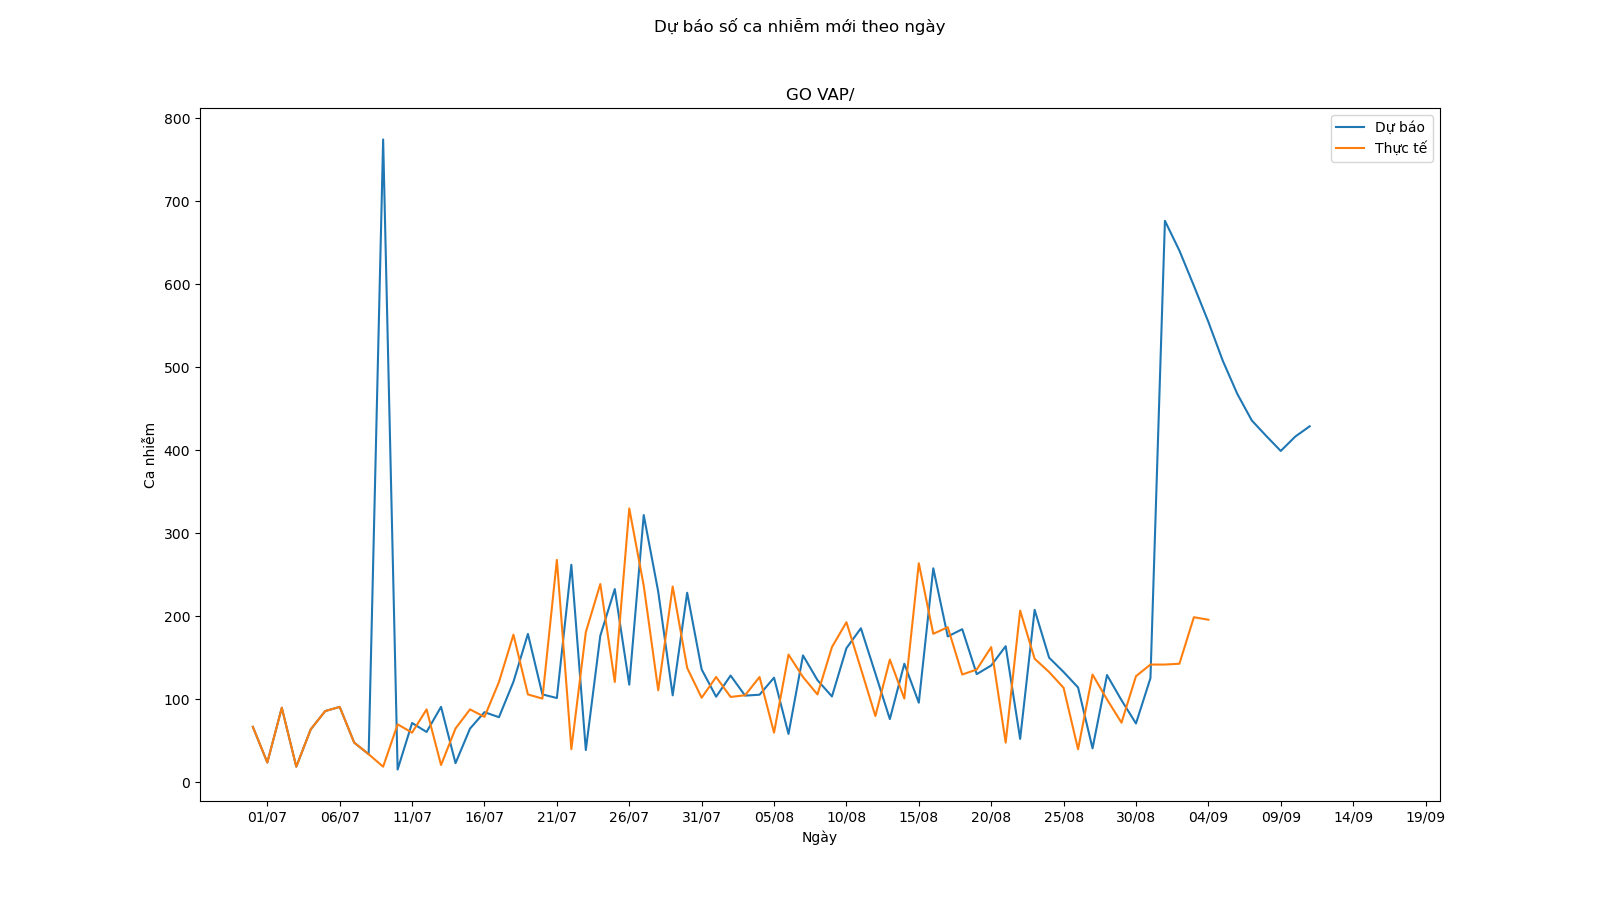 Dự báo số ca nhiễm mới theo ngày
GO VAP/
800
700
600
500
400
300
200
100
0
Ca nhiễm
Dự báo
Thực tế
01/07 06/07 11/07 16/07 21/07 26/07 31/07 05/08 10/08 15/08 20/08 25/08 30/08 04/09 09/09 14/09 19/09
Ngày